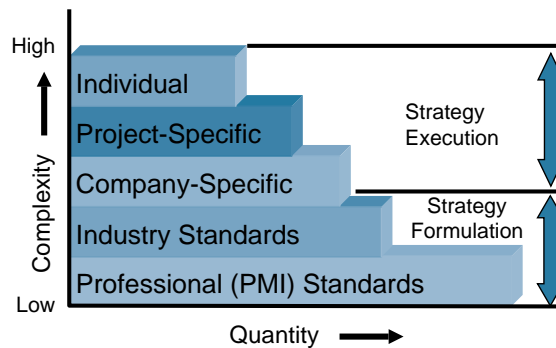 High
Individual
Project-Specific
Company-Specific
Industry Standards
Professional (PMI) Standards
Low
Complexity
Quantity
Strategy
Execution
Strategy
Formulation